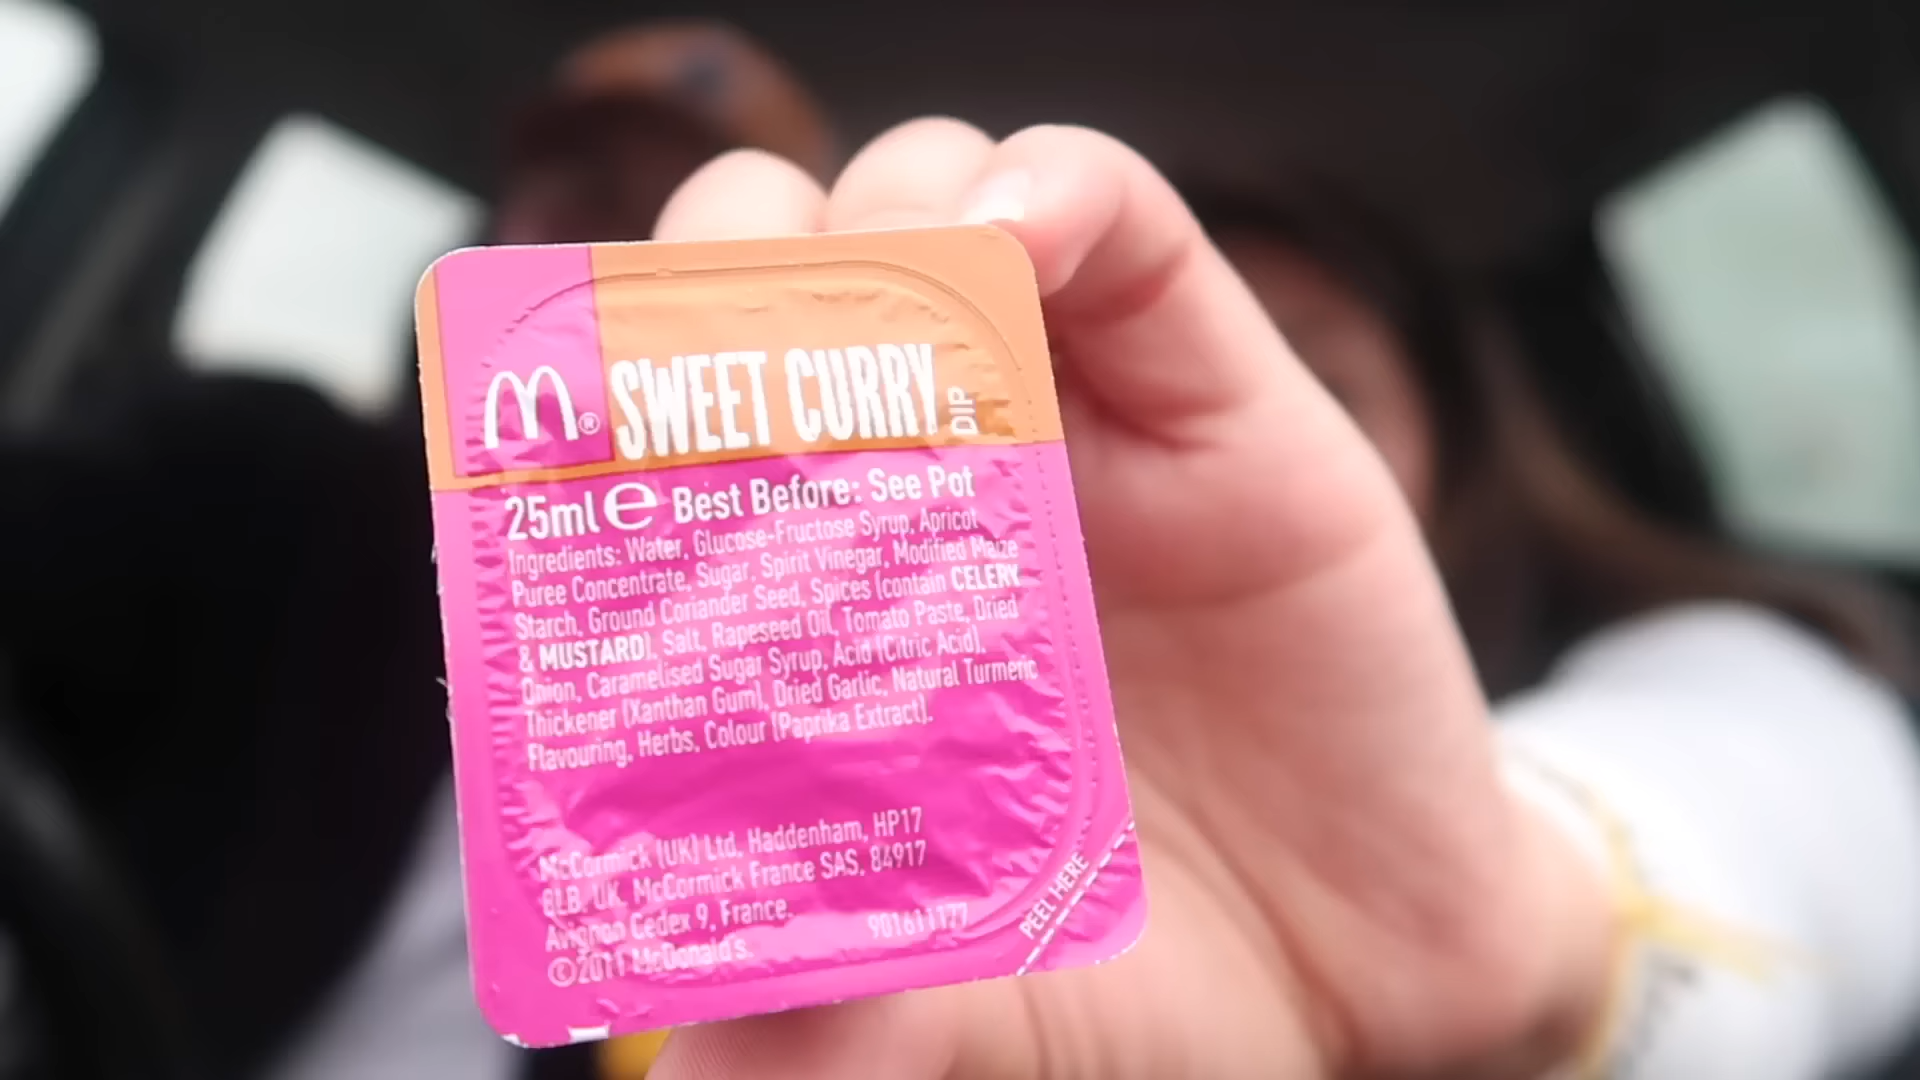 M® SWEET CURRY DIP
25ml e Best Before: See Pot
Ingredients: Water, Glucose-Fructose Syrup, Apricot
Puree Concentrate, Sugar, Spirit Vinegar, Modified Maize
Starch, Ground Coriander Seed, Spices (contain CELERY
& MUSTARD), Salt, Rapeseed Oil, Tomato Paste, Dried
Onion, Caramelised Sugar Syrup, Acid (Citric Acid),
Thickener (Xanthan Gum), Dried Garlic, Natural Turmeric
Flavouring, Herbs, Colour (Paprika Extract).
McCormick (UK) Ltd, Haddenham, HP17
8LB, UK. McCormick France SAS, 84917
Avignon Cedex 9, France.
©2011 McDonald's
901611177
PEEL HERE